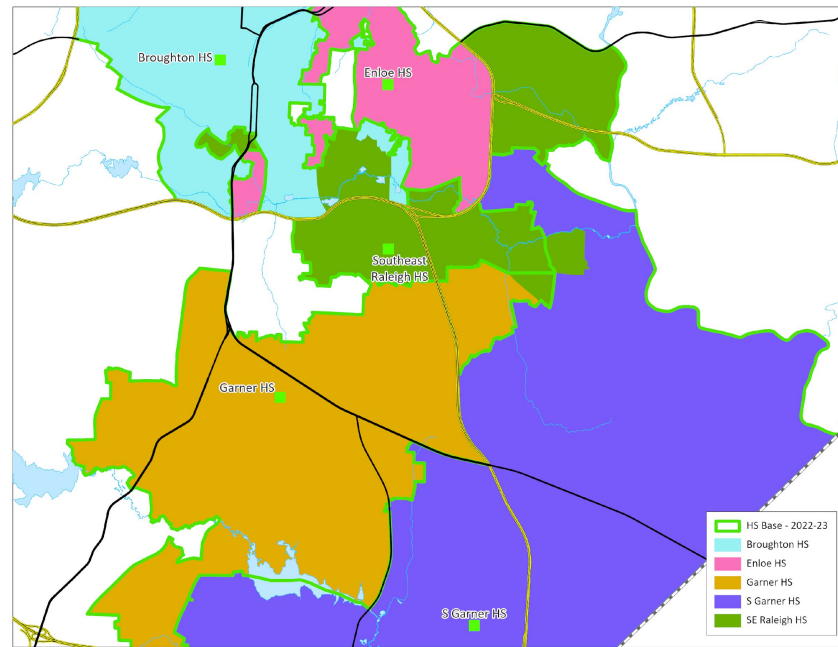 Broughton HS
Enloe HS
Southeast
Raleigh HS
Garner HS
S Garner HS
HS Base - 2022-23
Broughton HS
Enloe HS
Garner HS
S Garner HS
SE Raleigh HS